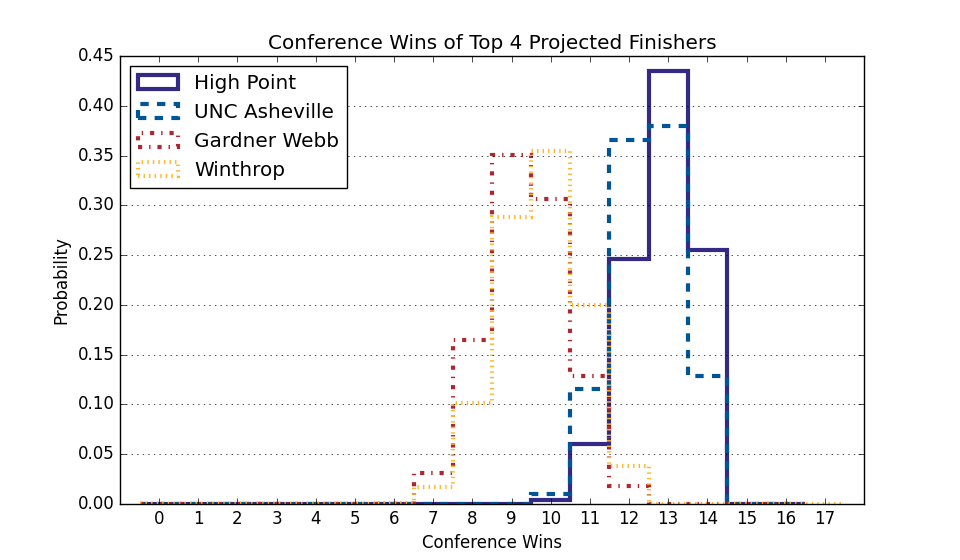 Conference Wins of Top 4 Projected Finishers
High Point
UNC Asheville
Gardner Webb
Winthrop
Probability
0.45
0.40
0.35
0.30
0.25
0.20
0.15
0.10
0.05
0.00
0 1 2 3 4 5 6 7 8 9 10 11 12 13 14 15 16 17
Conference Wins